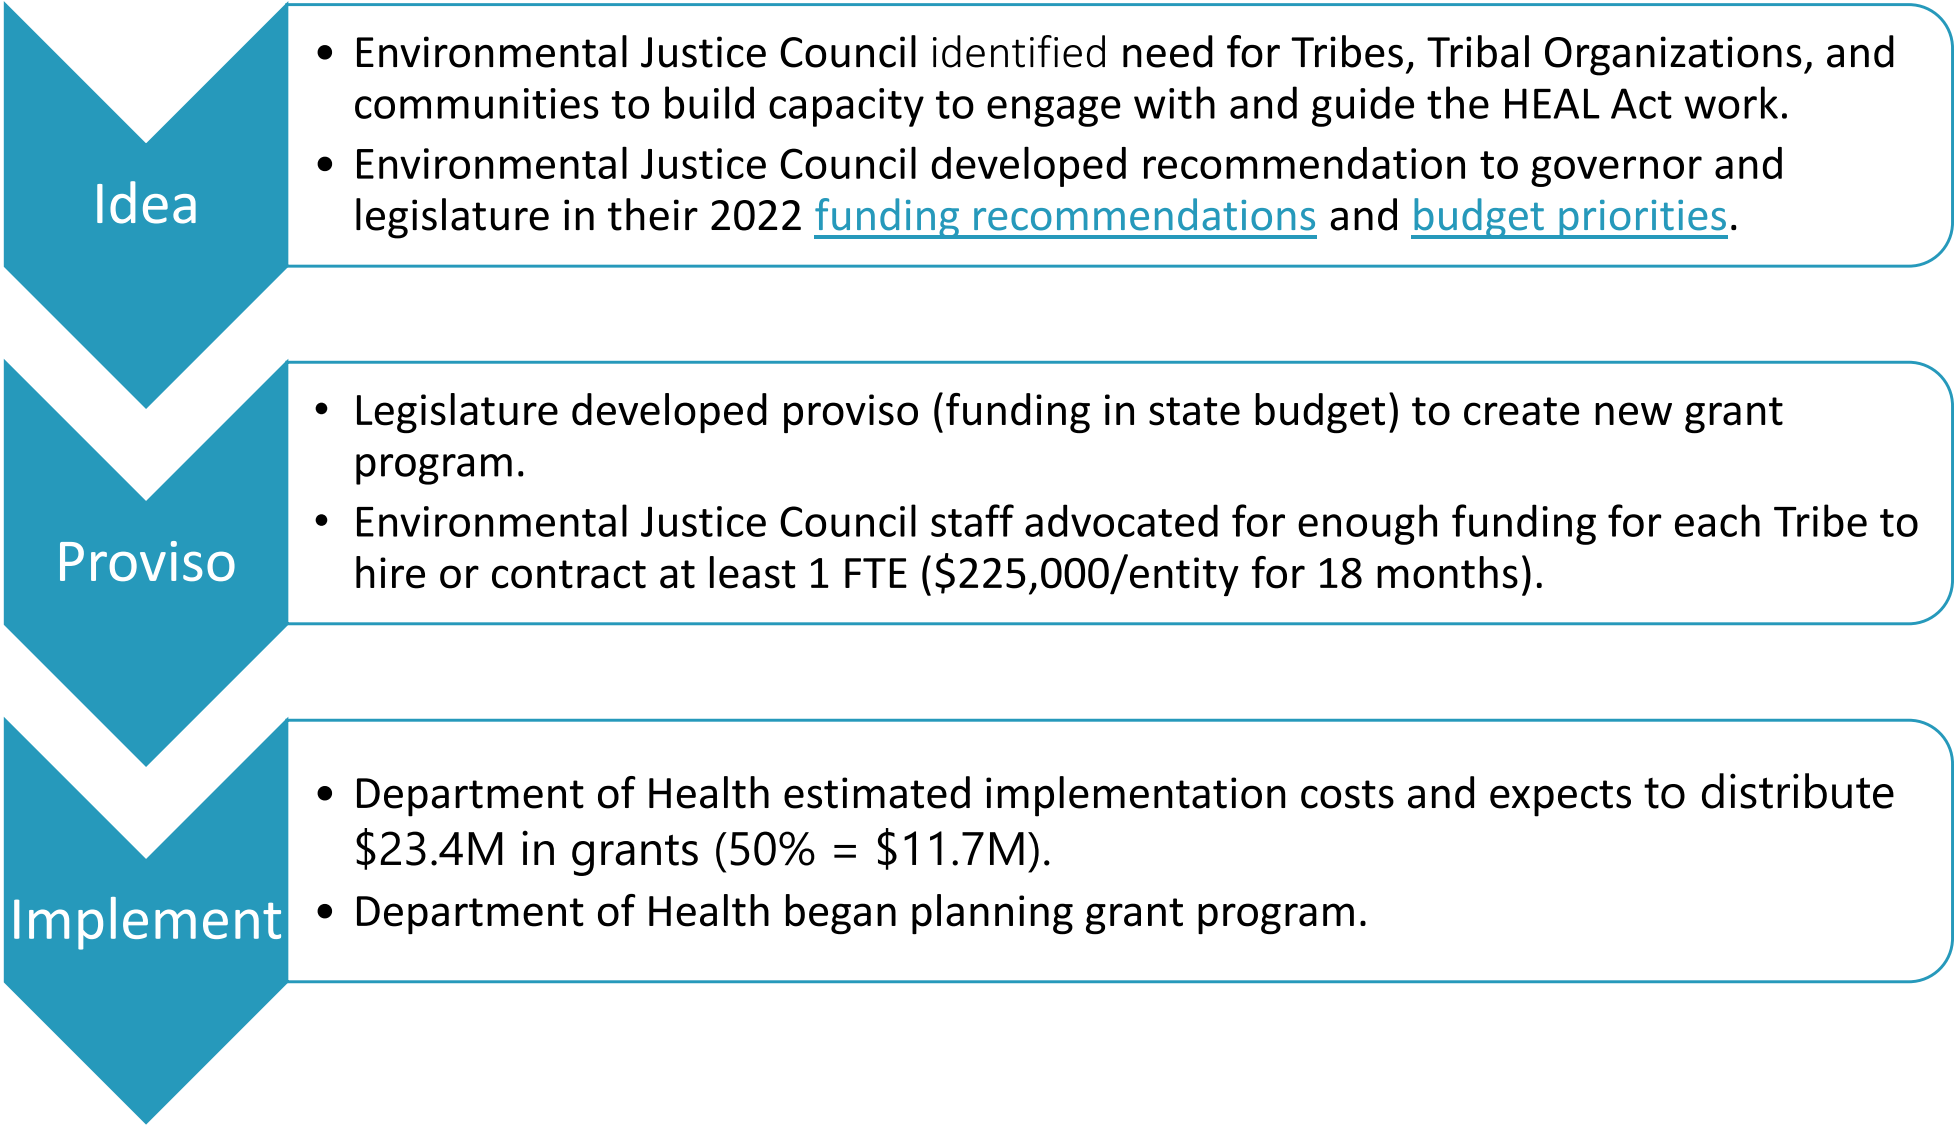 Idea
• Environmental Justice Council identified need for Tribes, Tribal Organizations, and
communities to build capacity to engage with and guide the HEAL Act work.
• Environmental Justice Council developed recommendation to governor and
legislature in their 2022 funding recommendations and budget priorities.
Proviso
• Legislature developed proviso (funding in state budget) to create new grant
program.
• Environmental Justice Council staff advocated for enough funding for each Tribe to
hire or contract at least 1 FTE ($225,000/entity for 18 months).
Implement
• Department of Health estimated implementation costs and expects to distribute
$23.4M in grants (50% = $11.7M).
• Department of Health began planning grant program.